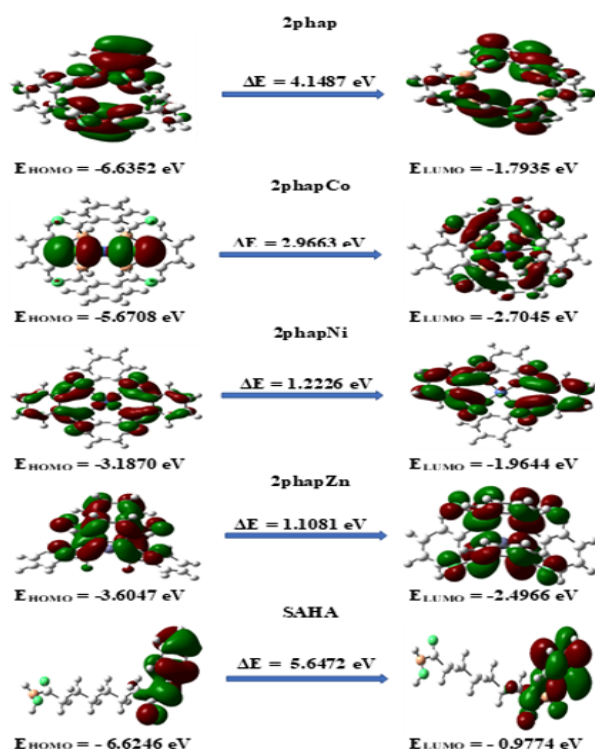 2phap
ΔE = 4.1487 eV
EHOMO = -6.6352 eV ELUMO = -1.7935 eV
2phapCo
ΔE = 2.9663 eV
EHOMO = -5.6708 eV ELUMO = -2.7045 eV
2phapNi
ΔE = 1.2226 eV
EHOMO = -3.1870 eV ELUMO = -1.9644 eV
2phapZn
ΔE = 1.1081 eV
EHOMO = -3.6047 eV ELUMO = -2.4966 eV
SAHA
ΔE = 5.6472 eV
EHOMO = - 6.6246 eV ELUMO = - 0.9774 eV